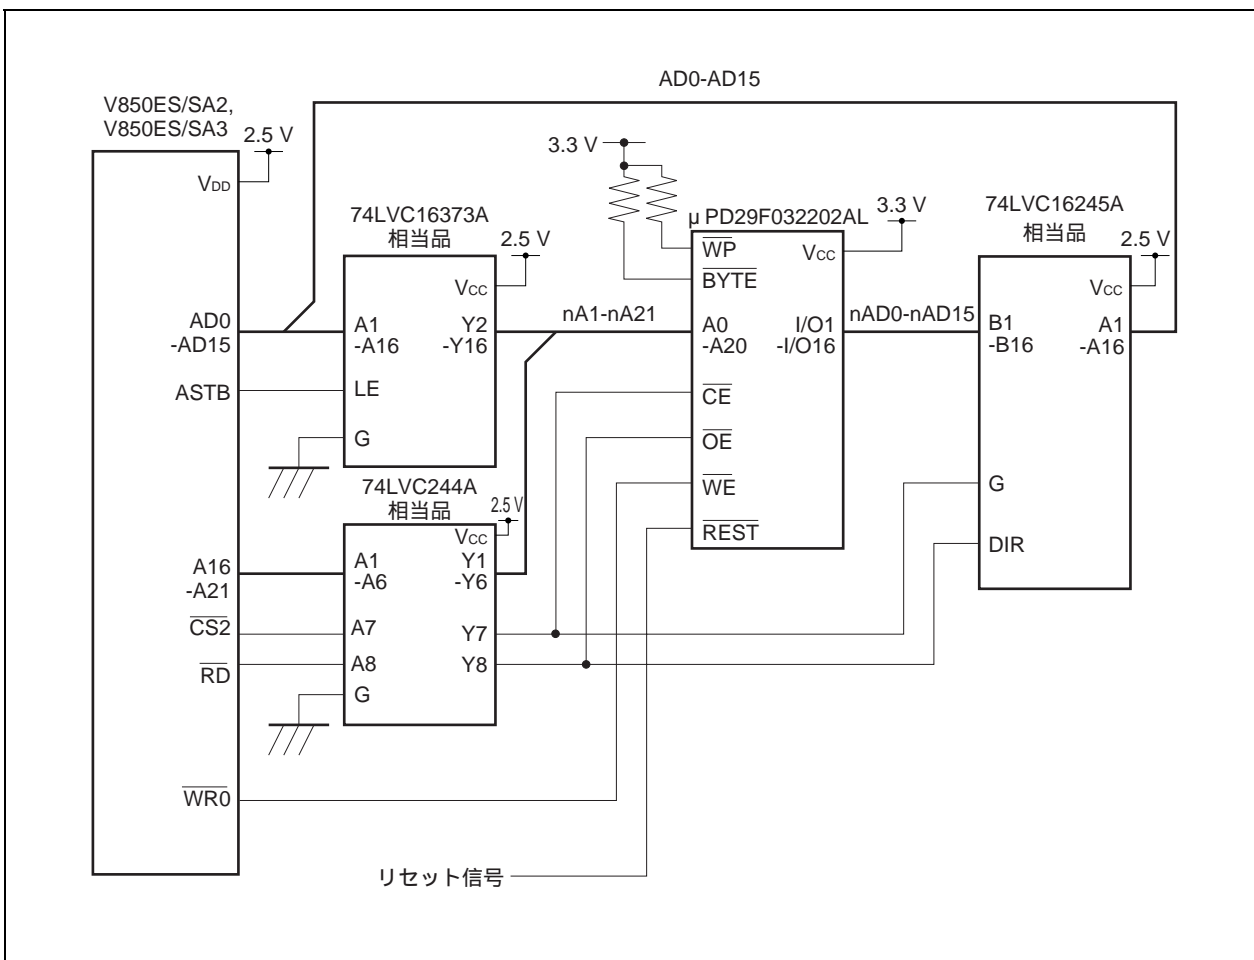 AD0-AD15
V850ES/SA2,
V850ES/SA3
2.5 V
VDD
AD0
-AD15
ASTB
A16
-A21
CS2
RD
WR0
74LVC16373A
相当品
2.5 V
VCC
A1
-A16
Y2
-Y16
LE
G
74LVC244A
相当品
2.5 V
VCC
A1
-A6
Y1
-Y6
A7
Y7
A8
Y8
G
nA1-nA21
3.3 V
μ PD29F032202AL
3.3 V
WP
VCC
BYTE
A0
-A20
I/O1
-I/O16
CE
OE
WE
REST
nAD0-nAD15
74LVC16245A
相当品
2.5 V
VCC
B1
-B16
A1
-A16
G
DIR
リセット信号